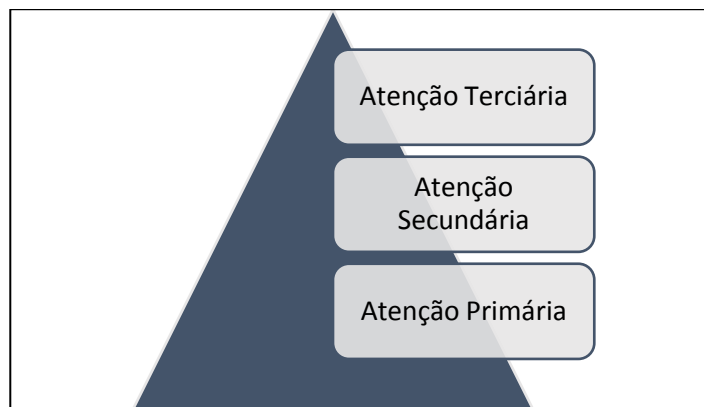 Atenção Terciária
Atenção
Secundária
Atenção Primária